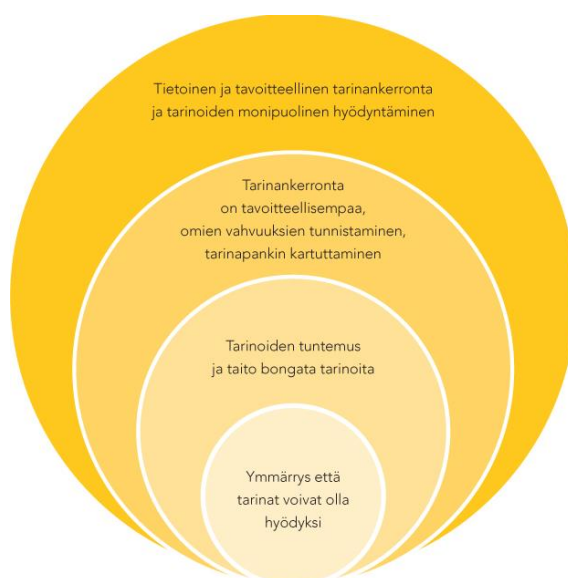 Tietoinen ja tavoitteellinen tarinankerronta
ja tarinoiden monipuolinen hyödyntäminen
Tarinankerronta
on tavoitteellisempaa,
omien vahvuuksien tunnistaminen,
tarinapankin kartuttaminen
Tarinoiden tuntemus
ja taito bongata tarinoita
Ymmärrys että
tarinat voivat olla
hyödyksi